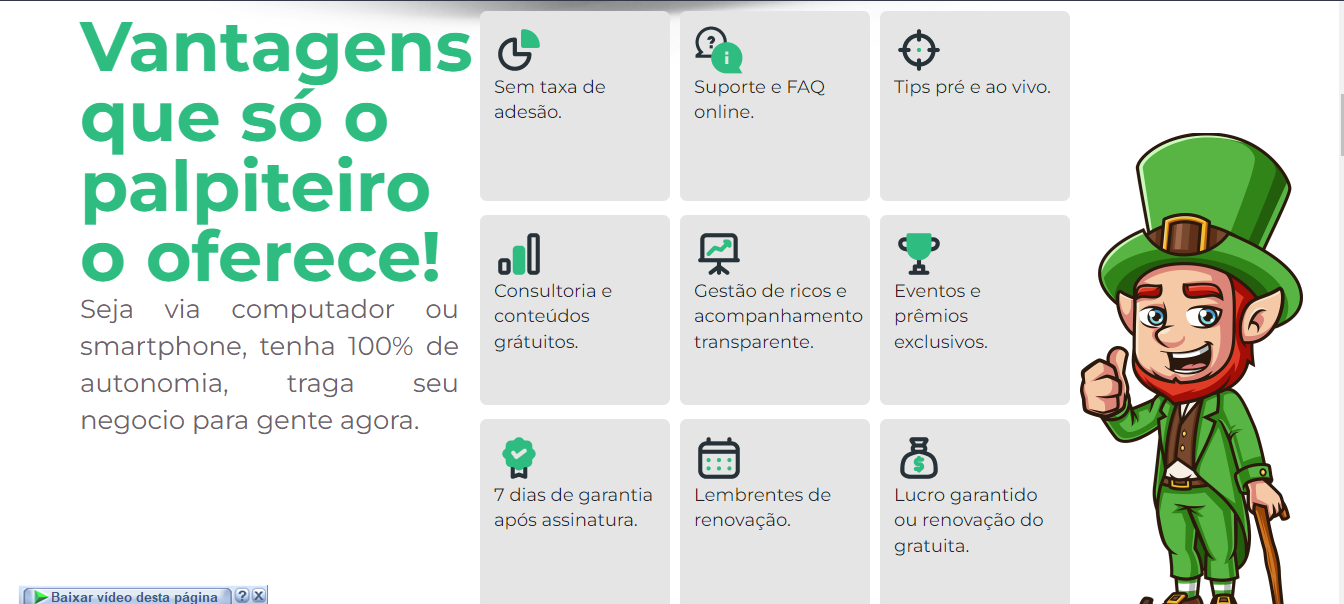 Vantagens
que só o
palpiteiro
o oferece!
Seja via computador ou
smartphone, tenha 100% de
autonomia, traga seu
negocio para gente agora.
Sem taxa de
adesão.
Suporte e FAQ
online.
Tips pré e ao vivo.
Consultoria e
conteúdos
grátuitos.
Gestão de ricos e
acompanhamento
transparente.
Eventos e
prêmios
exclusivos.
7 dias de garantia
após assinatura.
Lembrentes de
renovação.
Lucro garantido
ou renovação do
gratuita.
Baixar vídeo desta página ? X